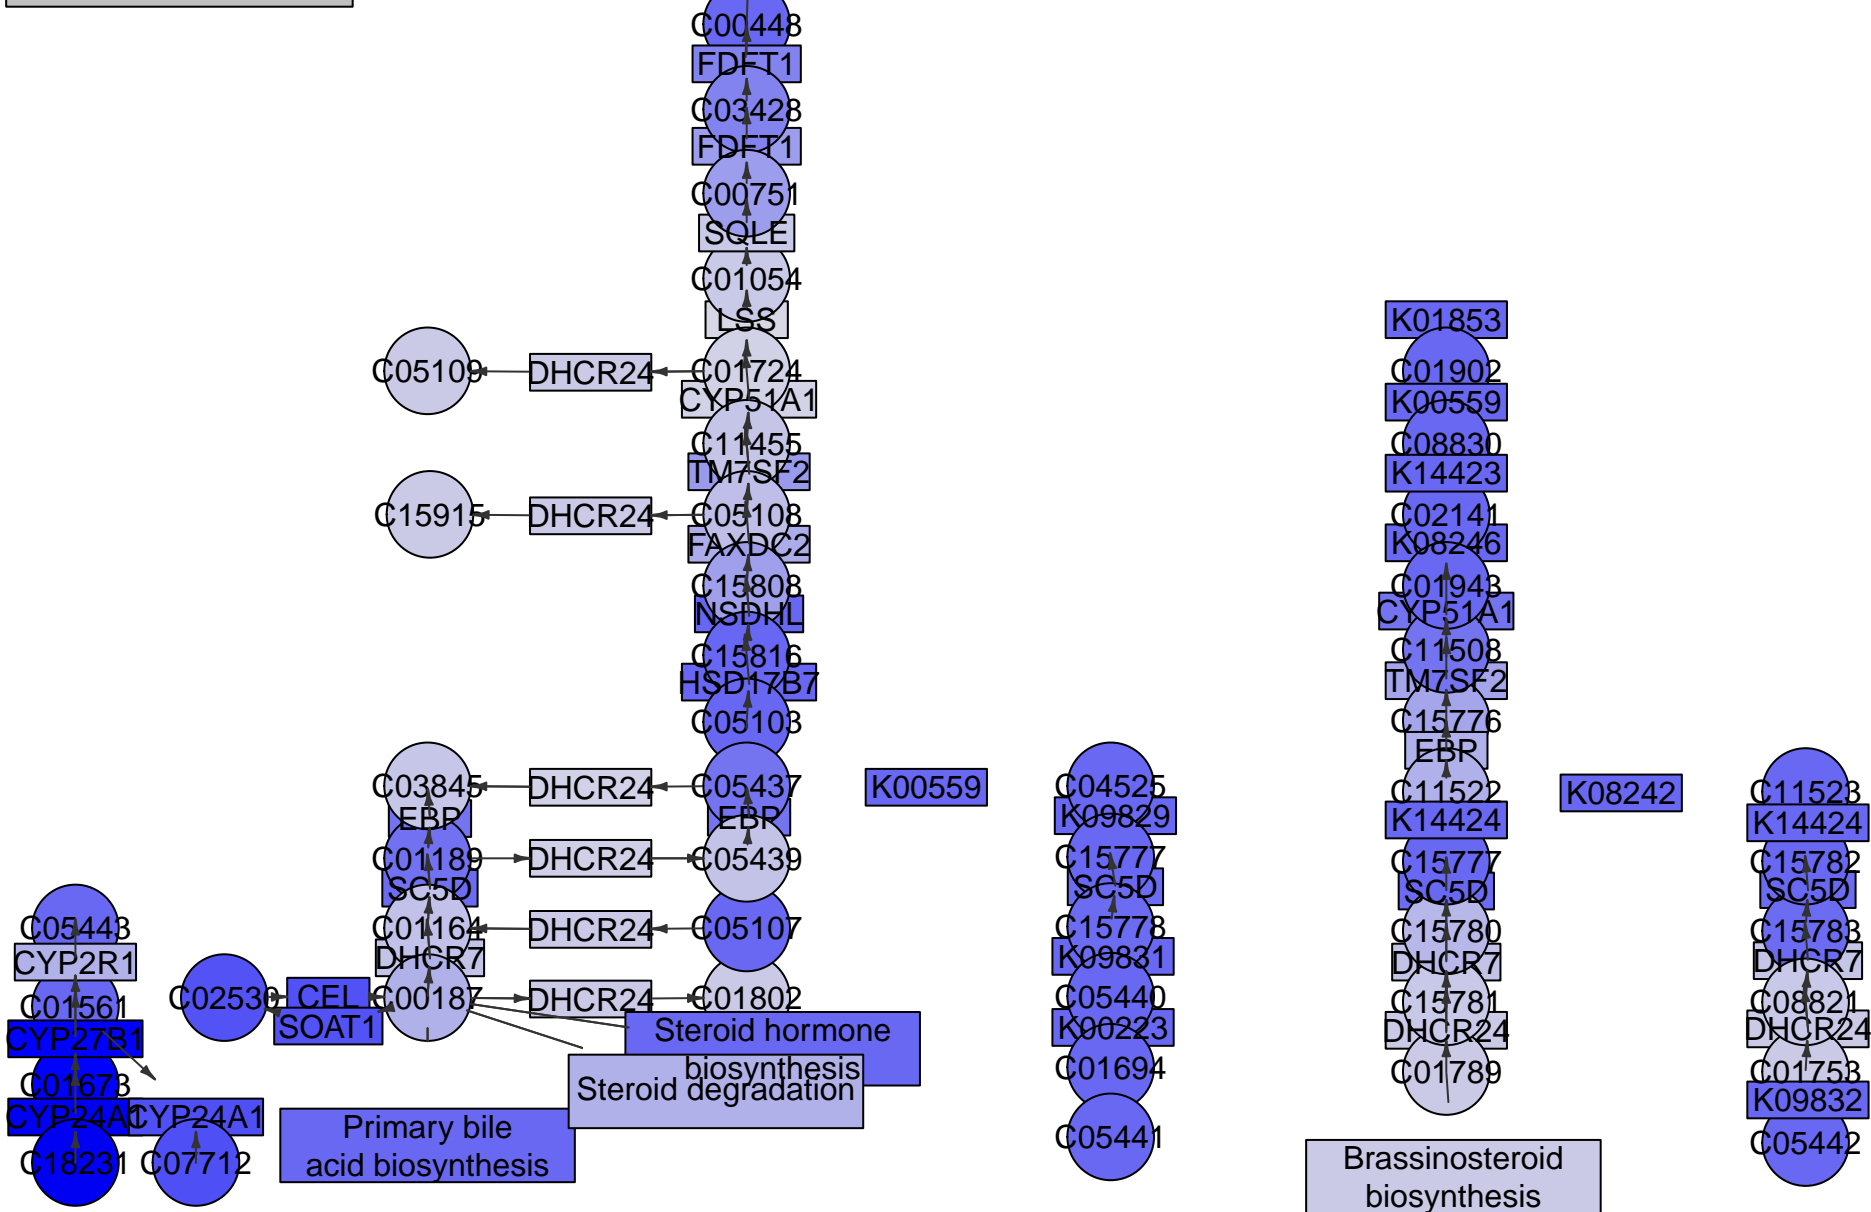 C00448
FDFT1
C03428
FDFT1
C00751
SQLE
C01054
LSS
C05109
DHCR24
C01724
CYP51A1
C11455
TM7SF2
C15915
DHCR24
C05108
FAXDC2
C15808
NSDHL
C15816
HSD17B7
C05103
C03845
DHCR24
C05437
EBP
EBP
C01189
DHCR24
C05439
SC5D
C01164
DHCR24
C05107
DHCR7
C00187
DHCR24
C01802
C05443
CYP2R1
C01561
CYP27B1
C01673
CYP24A1
CYP24A1
C18231
C07712
C02530
CEL
SOAT1
Steroid hormone
biosynthesis
Steroid degradation
Primary bile
acid biosynthesis
K00559
C04525
K09829
C15777
SC5D
C15778
K09831
C05440
K00223
C01694
C05441
K01853
C01902
K00559
C08830
K14423
C02141
K08246
C01943
CYP51A1
C11508
TM7SF2
C15776
EBP
C11522
K14424
C15777
SC5D
C15780
DHCR7
C15781
DHCR24
C01789
Brassinosteroid
biosynthesis
K08242
C11523
K14424
C15782
SC5D
C15783
DHCR7
C08821
DHCR24
C01753
K09832
C05442